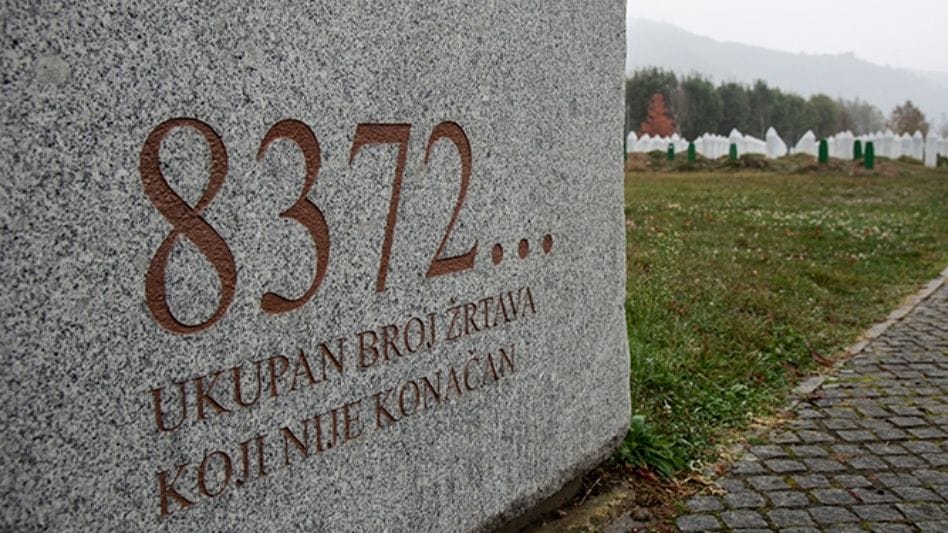 8372...
UKUPAN BROJ ŽRTAVA
KOJI NIJE KONAČAN